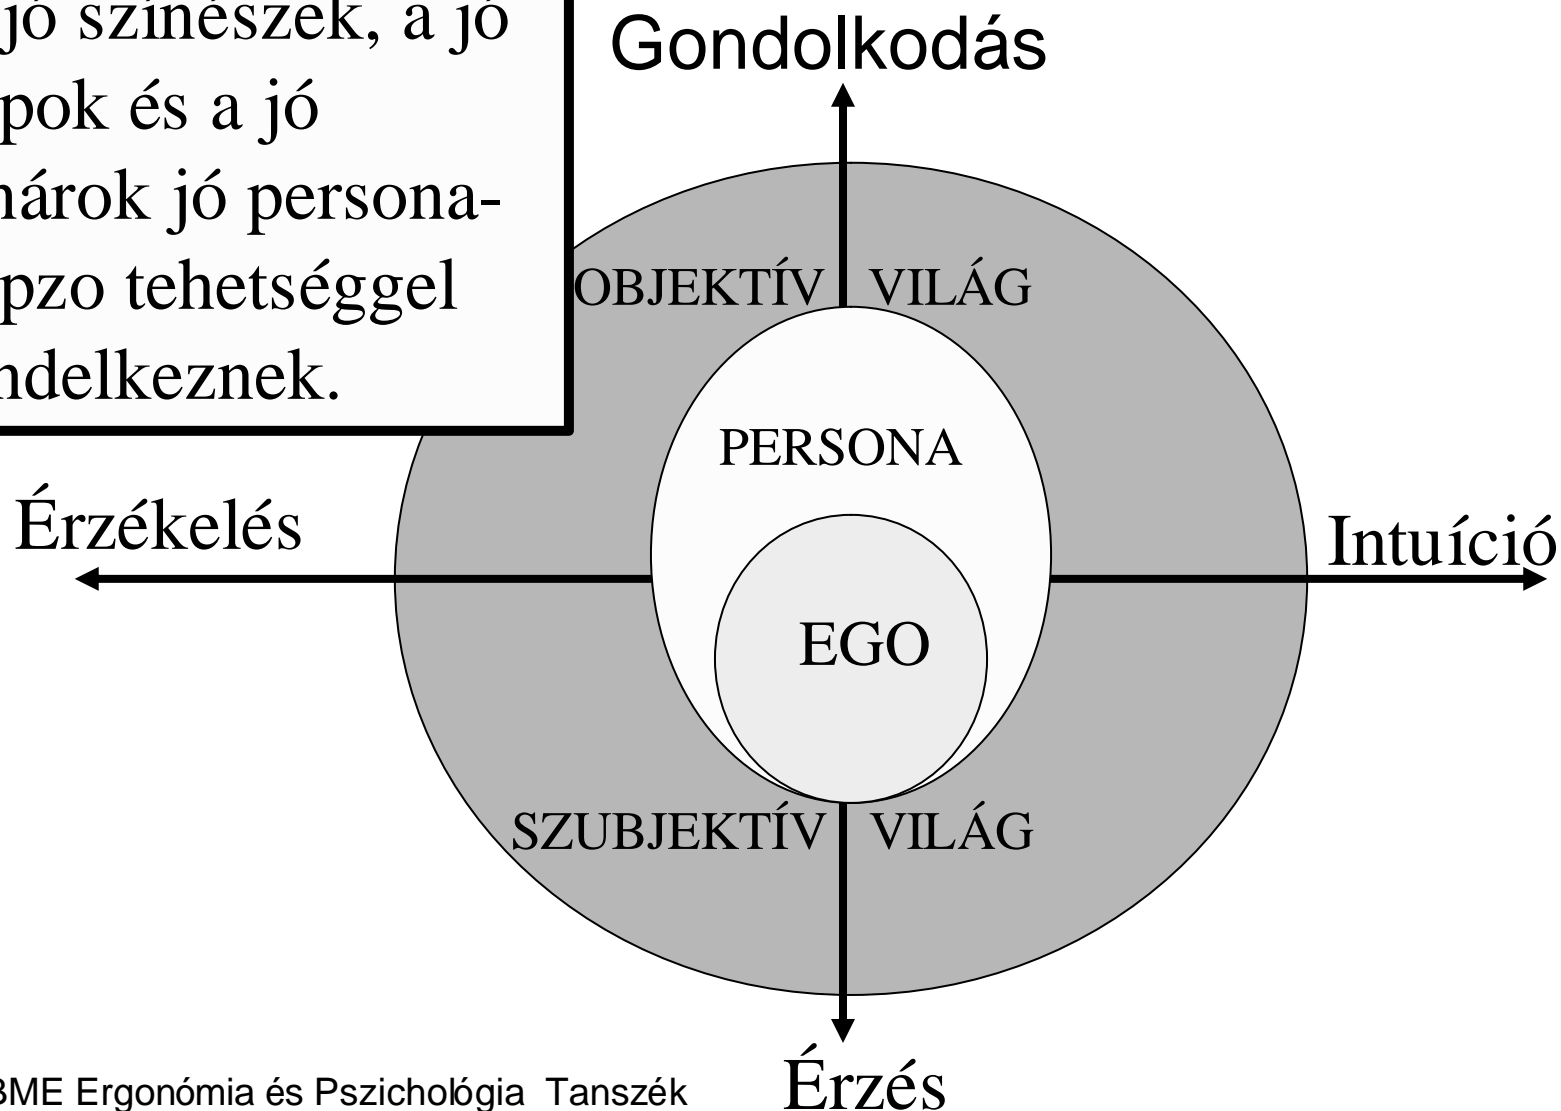 jó színészek, a jó
pok és a jó
nárok jó persona-
pzo tehetséggel
ndelkeznek.
Gondolkodás
OBJEKTÍV VILÁG
PERSONA
Érzékelés
Intuíció
EGO
SZUBJEKTÍV VILÁG
Érzés
BME Ergonómia és Pszichológia Tanszék